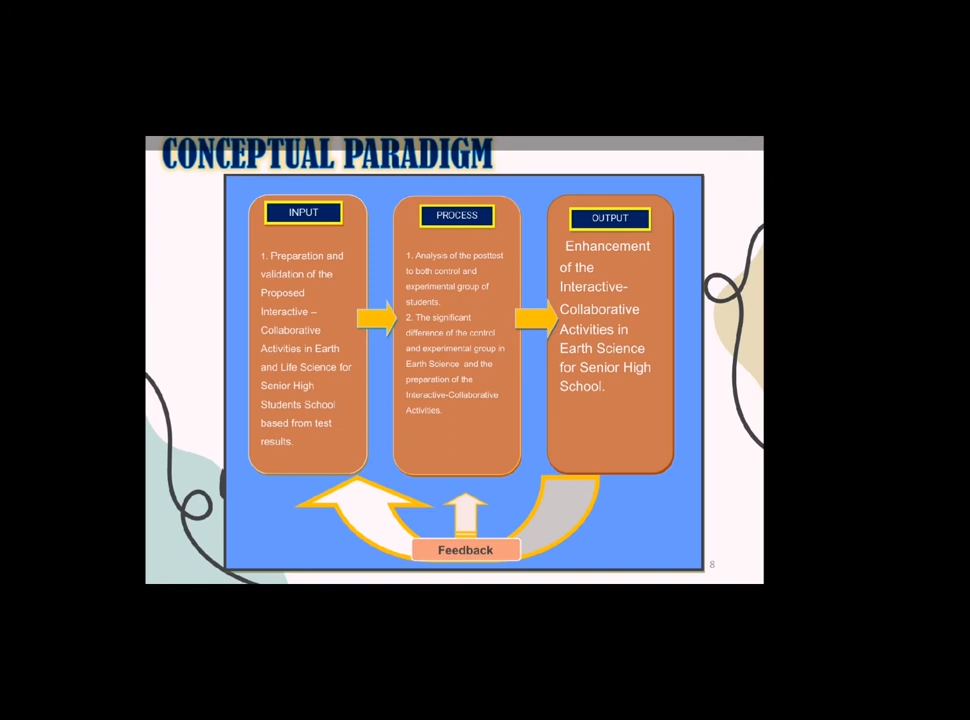 CONCEPTUAL PARADIGM
INPUT
1. Preparation and
validation of the
Proposed
Interactive –
Collaborative
Activities in Earth
and Life Science for
Senior High
Students School
based from test
results.
PROCESS
1. Analysis of the posttest
to both control and
experimental group of
students.
2. The significant
difference of the control
and experimental group in
Earth Science and the
preparation of the
Interactive-Collaborative
Activities.
OUTPUT
Enhancement
of the
Interactive-
Collaborative
Activities in
Earth Science
for Senior High
School.
Feedback
8